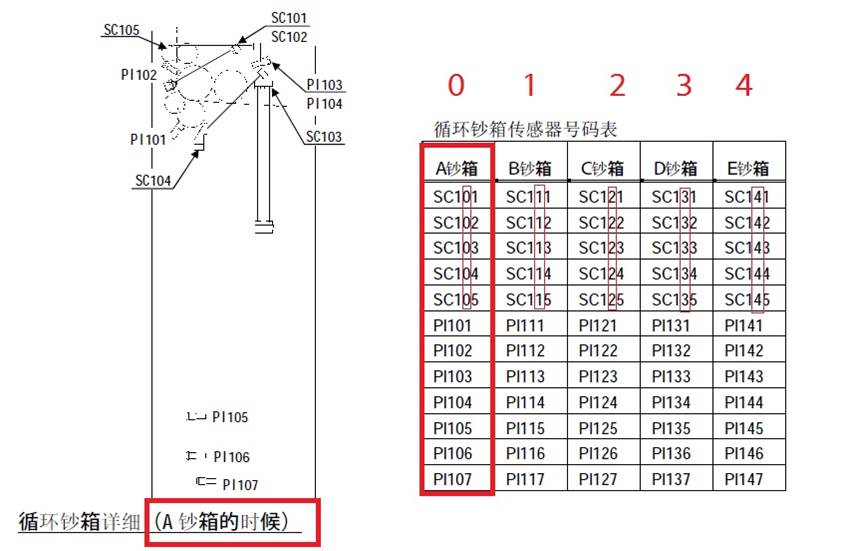 SC101
SC102
SC105
PI102
PI103
PI104
PI101
SC103
SC104
PI105
PI106
PI107
循环钞箱详细（A 钞箱的时候）
0 1 2 3 4
循环钞箱传感器号码表
A钞箱 B钞箱 C钞箱 D钞箱 E钞箱
SC101 SC111 SC121 SC131 SC141
SC102 SC112 SC122 SC132 SC142
SC103 SC113 SC123 SC133 SC143
SC104 SC114 SC124 SC134 SC144
SC105 SC115 SC125 SC135 SC145
PI101 PI111 PI121 PI131 PI141
PI102 PI112 PI122 PI132 PI142
PI103 PI113 PI123 PI133 PI143
PI104 PI114 PI124 PI134 PI144
PI105 PI115 PI125 PI135 PI145
PI106 PI116 PI126 PI136 PI146
PI107 PI117 PI127 PI137 PI147